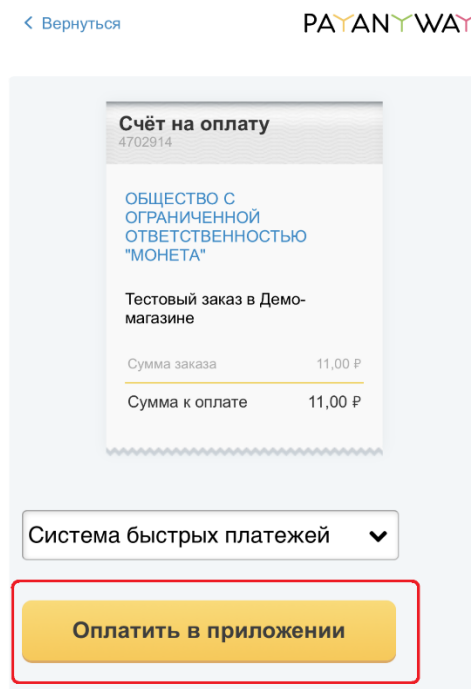 Вернуться
PAYANYWAY
Счёт на оплату
4702914
ОБЩЕСТВО С
ОГРАНИЧЕННОЙ
ОТВЕТСТВЕННОСТЬЮ
"МОНЕТА"
Тестовый заказ в Демо-
магазине
Сумма заказа 11,00 ₽
Сумма к оплате 11,00 ₽
Система быстрых платежей
Оплатить в приложении